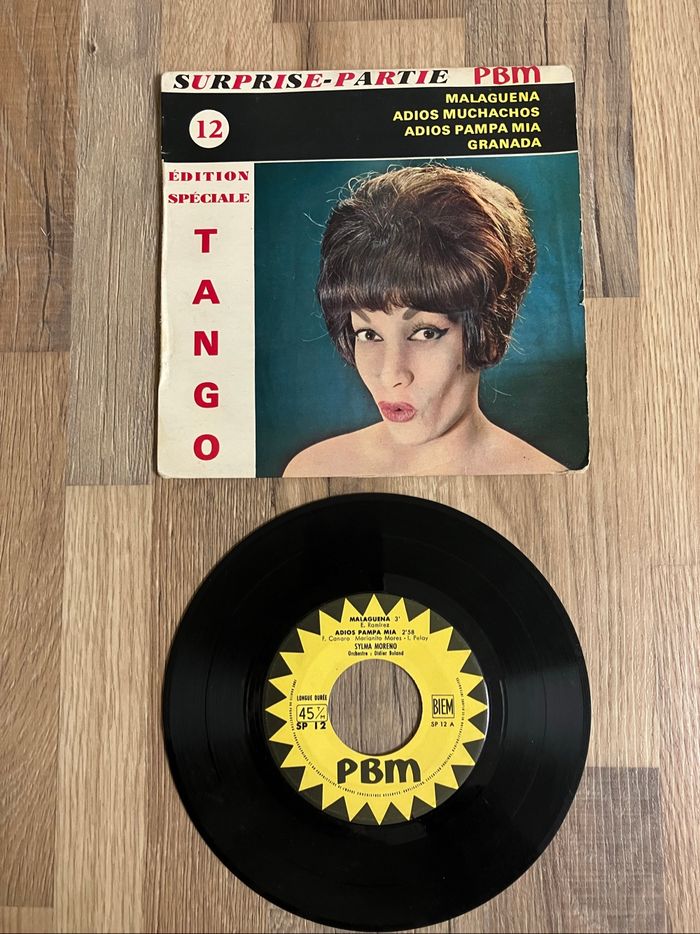 SURPRISE-PARTIE PBM
12
MALAGUENA
ADIOS MUCHACHOS
ADIOS PAMPA MIA
GRANADA
ÉDITION
SPÉCIALE
TANGO
MALAGUENA 3'
E. Ramirez
ADIOS PAMPA MIA 2'58
F. Canaro Marianito Mores - I. Pelay
SYLMA MORENO
Orchestre : Didier Boland
LONGUE DURÉE
45 T/M
SP 12
BIEM
SP 12 A
PBM